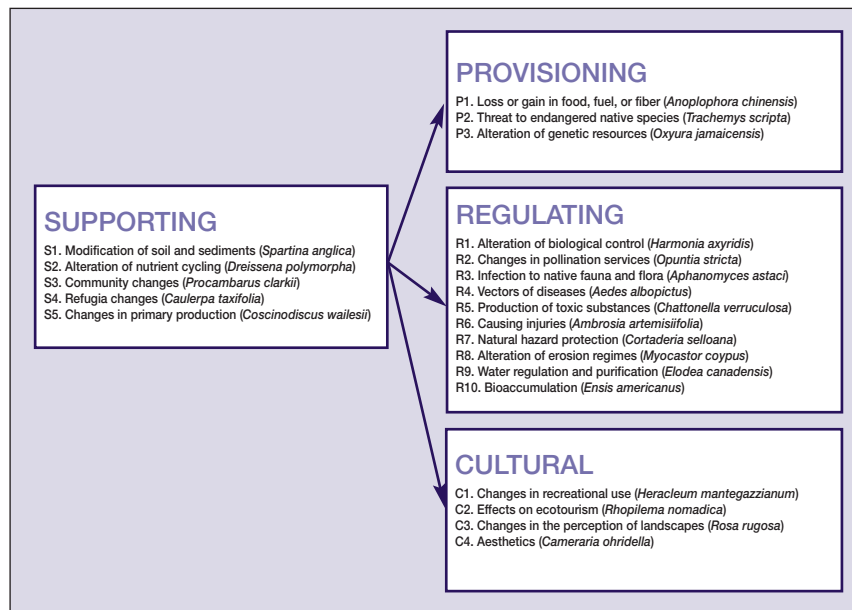 PROVISIONING
P1. Loss or gain in food, fuel, or fiber (Anoplophora chinensis)
P2. Threat to endangered native species (Trachemys scripta)
P3. Alteration of genetic resources (Oxyura jamaicensis)
SUPPORTING
S1. Modification of soil and sediments (Spartina anglica)
S2. Alteration of nutrient cycling (Dreissena polymorpha)
S3. Community changes (Procambarus clarkii)
S4. Refugia changes (Caulerpa taxifolia)
S5. Changes in primary production (Coscinodiscus wailesii)
REGULATING
R1. Alteration of biological control (Harmonia axyridis)
R2. Changes in pollination services (Opuntia stricta)
R3. Infection to native fauna and flora (Aphanomyces astaci)
R4. Vectors of diseases (Aedes albopictus)
R5. Production of toxic substances (Chattonella verruculosa)
R6. Causing injuries (Ambrosia artemisiifolia)
R7. Natural hazard protection (Cortaderia selloana)
R8. Alteration of erosion regimes (Myocastor coypus)
R9. Water regulation and purification (Elodea canadensis)
R10. Bioaccumulation (Ensis americanus)
CULTURAL
C1. Changes in recreational use (Heracleum mantegazzianum)
C2. Effects on ecotourism (Rhopilema nomadica)
C3. Changes in the perception of landscapes (Rosa rugosa)
C4. Aesthetics (Cameraria ohridella)